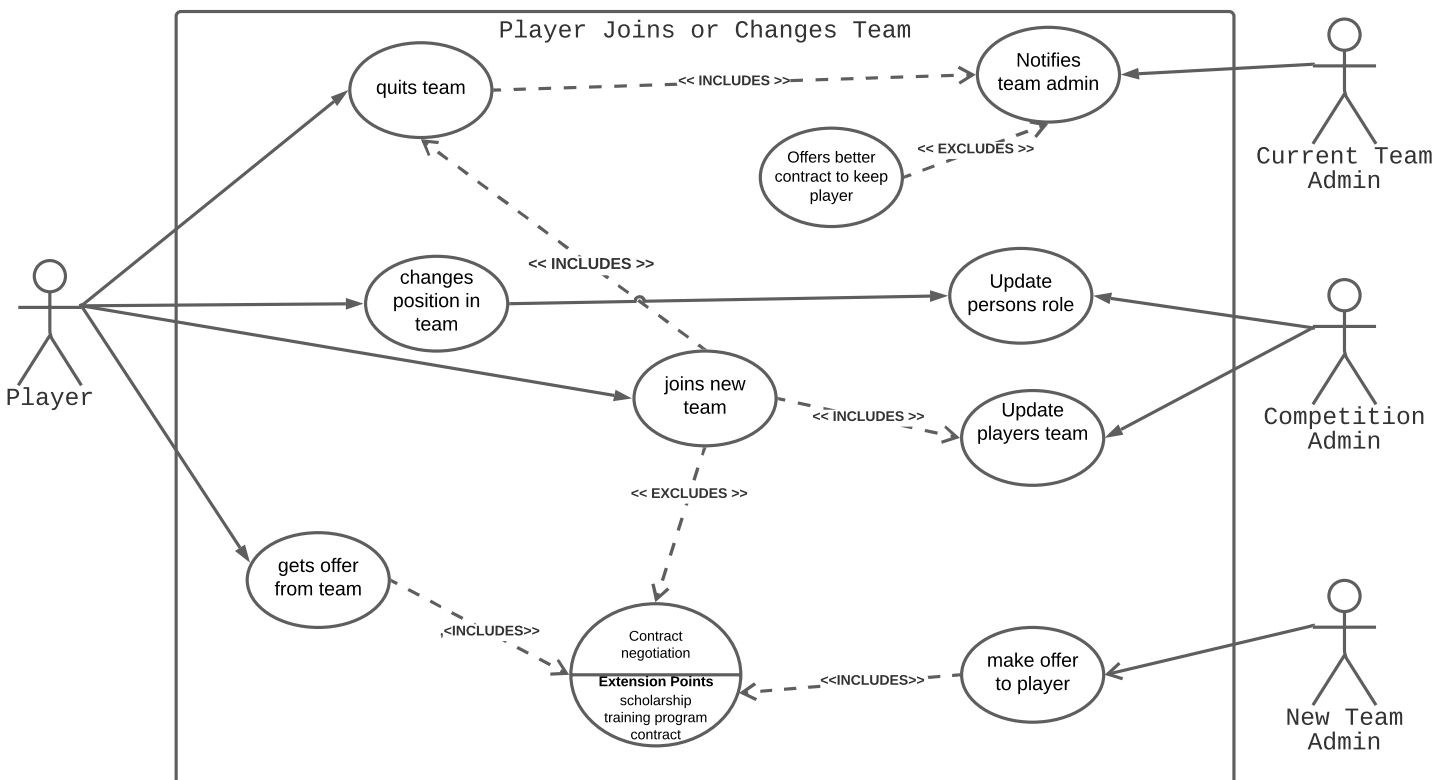 Player Joins or Changes Team
quits team
<< INCLUDES >>
Notifies
team admin
Current Team
Admin
Offers better
contract to keep
player
<< EXCLUDES >>
<< INCLUDES >>
Player
changes
position in
team
Update
persons role
Competition
Admin
joins new
team
<< INCLUDES >>
Update
players team
<< EXCLUDES >>
gets offer
from team
,<INCLUDES>>
Contract
negotiation
Extension Points
scholarship
training program
contract
<<INCLUDES>>
make offer
to player
New Team
Admin